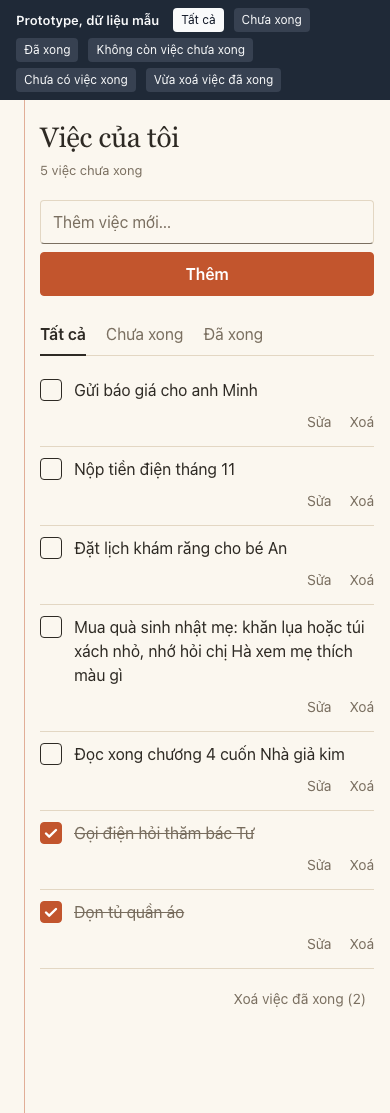 Prototype, dữ liệu mẫu Tất cả Chưa xong
Đã xong Không còn việc chưa xong
Chưa có việc xong Vừa xoá việc đã xong
Việc của tôi
5 việc chưa xong
Thêm việc mới...
Thêm
Tất cả Chưa xong Đã xong
Gửi báo giá cho anh Minh
Sửa Xoá
Nộp tiền điện tháng 11
Sửa Xoá
Đặt lịch khám răng cho bé An
Sửa Xoá
Mua quà sinh nhật mẹ: khăn lụa hoặc túi
xách nhỏ, nhớ hỏi chị Hà xem mẹ thích
màu gì
Sửa Xoá
Đọc xong chương 4 cuốn Nhà giả kim
Sửa Xoá
Gọi điện hỏi thăm bác Tư
Sửa Xoá
Dọn tủ quần áo
Sửa Xoá
Xoá việc đã xong (2)